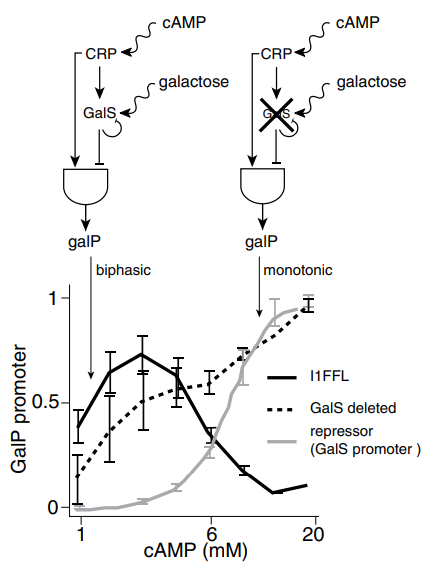 cAMP
CRP
galactose
GalS
galP
biphasic
cAMP
CRP
galactose
galP
monotonic
GalP promoter
1
0.5
0
I1FFL
GalS deleted
repressor
(GalS promoter )
1
6
20
cAMP (mM)